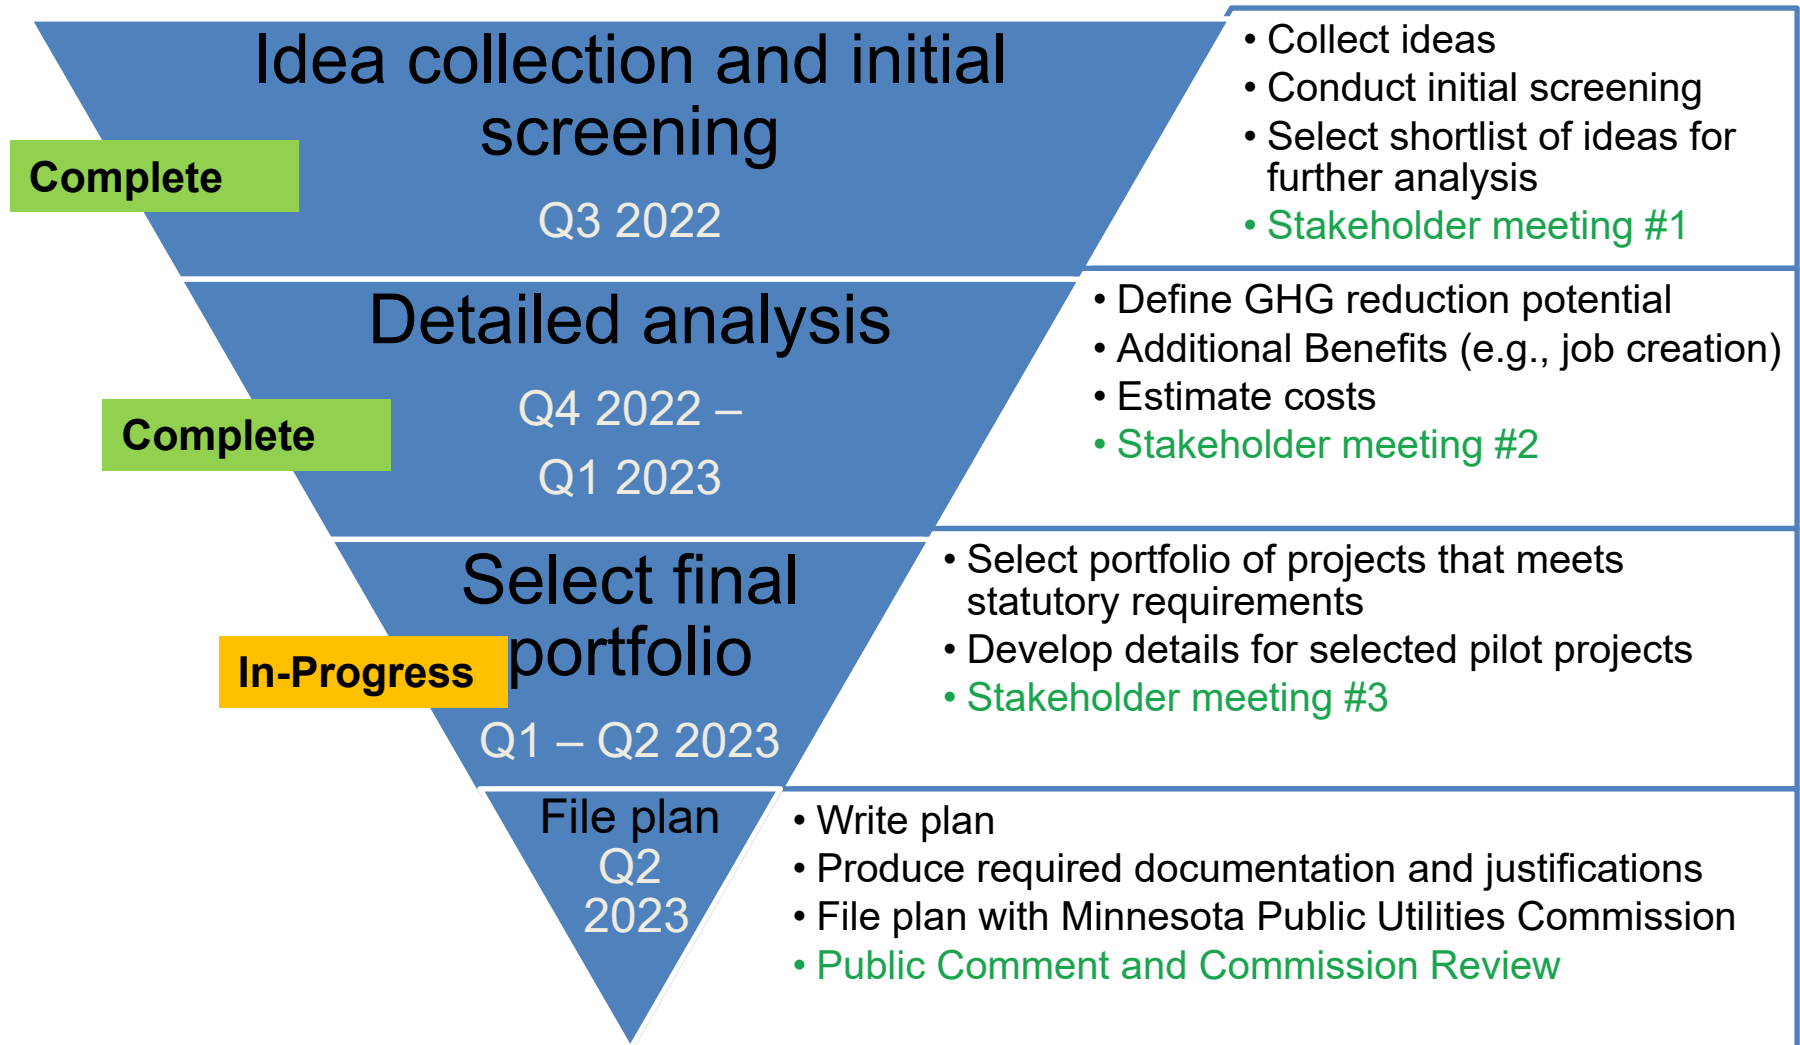 Idea collection and initial
screening
Complete
Q3 2022
• Collect ideas
• Conduct initial screening
• Select shortlist of ideas for
further analysis
• Stakeholder meeting #1
Detailed analysis
Q4 2022 –
Complete
Q1 2023
• Define GHG reduction potential
• Additional Benefits (e.g., job creation)
• Estimate costs
• Stakeholder meeting #2
Select final
portfolio
In-Progress
Q1 – Q2 2023
• Select portfolio of projects that meets
statutory requirements
• Develop details for selected pilot projects
• Stakeholder meeting #3
File plan
Q2
2023
• Write plan
• Produce required documentation and justifications
• File plan with Minnesota Public Utilities Commission
• Public Comment and Commission Review